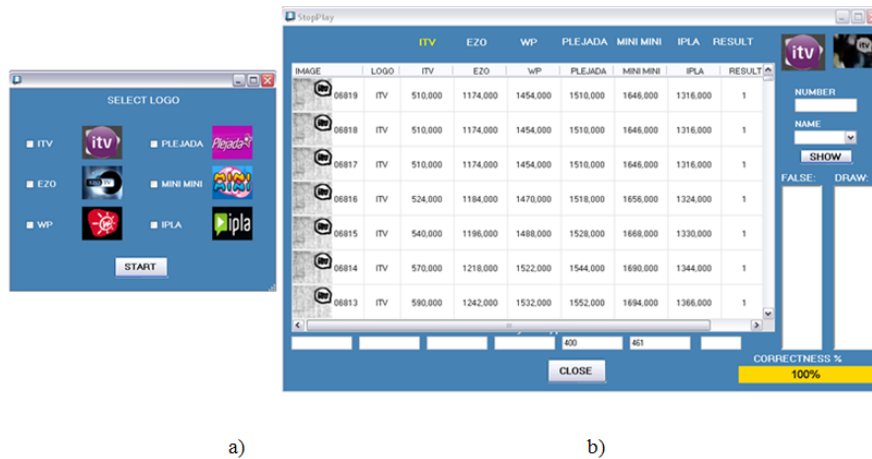 StopPlay
ITV EZO WP PLEJADA MINI MINI IPLA RESULT
itv
IMAGE LOGO ITV EZO WP PLEJADA MINI MINI IPLA RESULT
06819 ITV 510,000 1174,000 1454,000 1510,000 1646,000 1316,000 1
06818 ITV 510,000 1174,000 1454,000 1510,000 1646,000 1316,000 1
06817 ITV 510,000 1174,000 1454,000 1510,000 1646,000 1316,000 1
06816 ITV 524,000 1184,000 1470,000 1518,000 1656,000 1324,000 1
06815 ITV 540,000 1196,000 1488,000 1528,000 1668,000 1330,000 1
06814 ITV 570,000 1218,000 1522,000 1544,000 1690,000 1344,000 1
06813 ITV 590,000 1242,000 1532,000 1552,000 1694,000 1366,000 1
NUMBER
NAME
SHOW
FALSE: DRAW:
400 461
CLOSE
CORRECTNESS %
100%
SELECT LOGO
ITV itv PLEJADA Plejada
EZO MINI MINI MINI MINI
WP WP IPLA ipla
START
a) b)